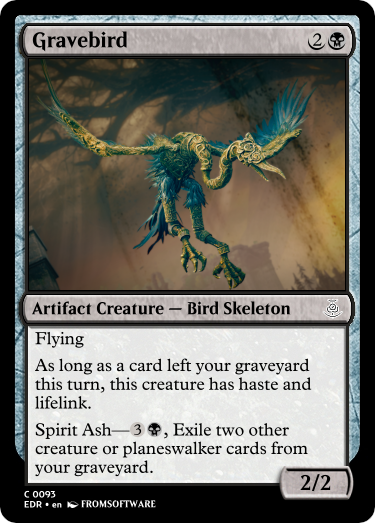 Gravebird 2
Artifact Creature — Bird Skeleton
Flying
As long as a card left your graveyard
this turn, this creature has haste and
lifelink.
Spirit Ash—3, Exile two other
creature or planeswalker cards from
your graveyard.
2/2
C 0093
EDR • en FROMSOFTWARE